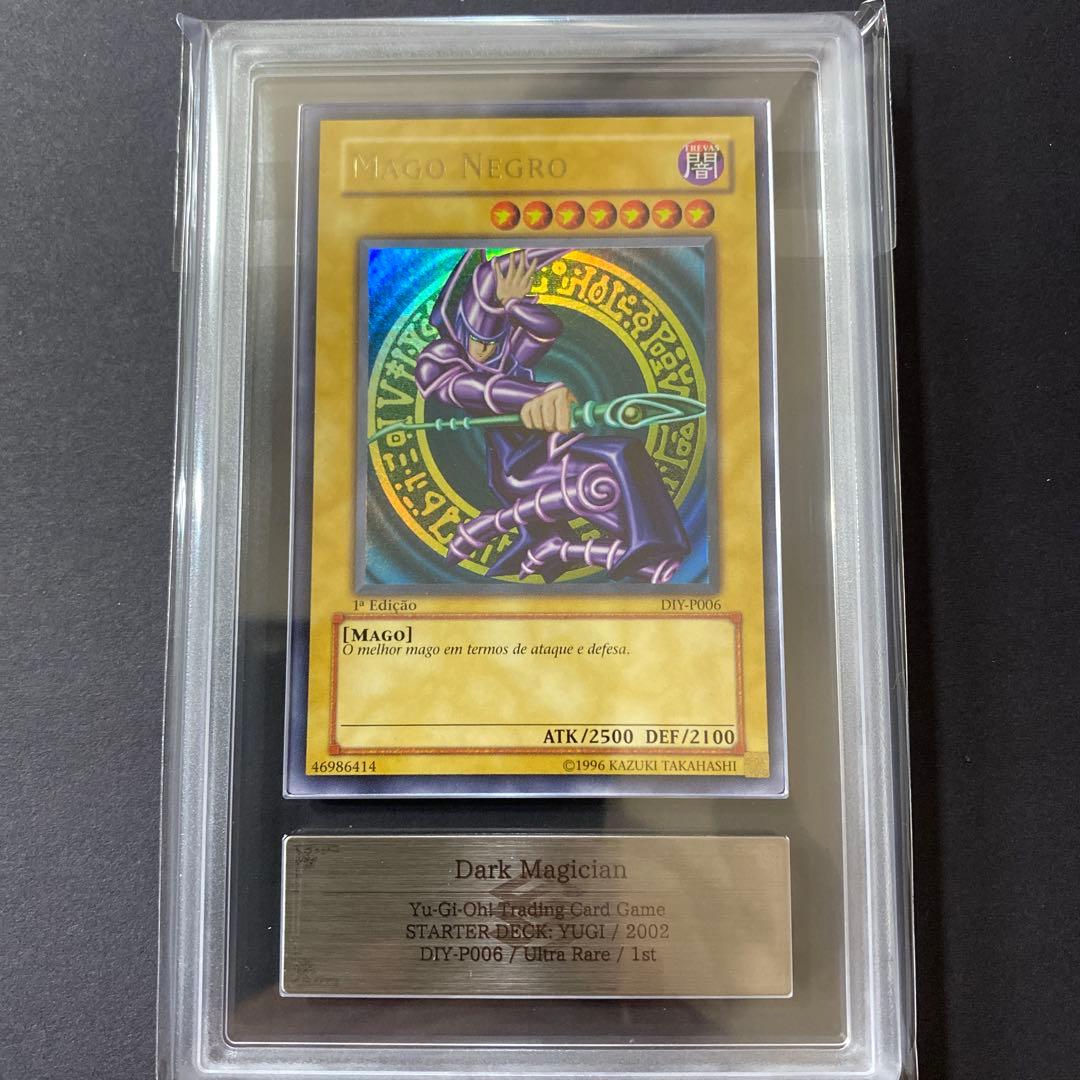 Mago Negro
TREVAS
闇
1ª Edição
DIY-P006
[Mago]
O melhor mago em termos de ataque e defesa.
ATK/2500 DEF/2100
46986414
©1996 KAZUKI TAKAHASHI
Dark Magician
Yu-Gi-Oh! Trading Card Game
STARTER DECK: YUGI / 2002
DIY-P006 / Ultra Rare / 1st